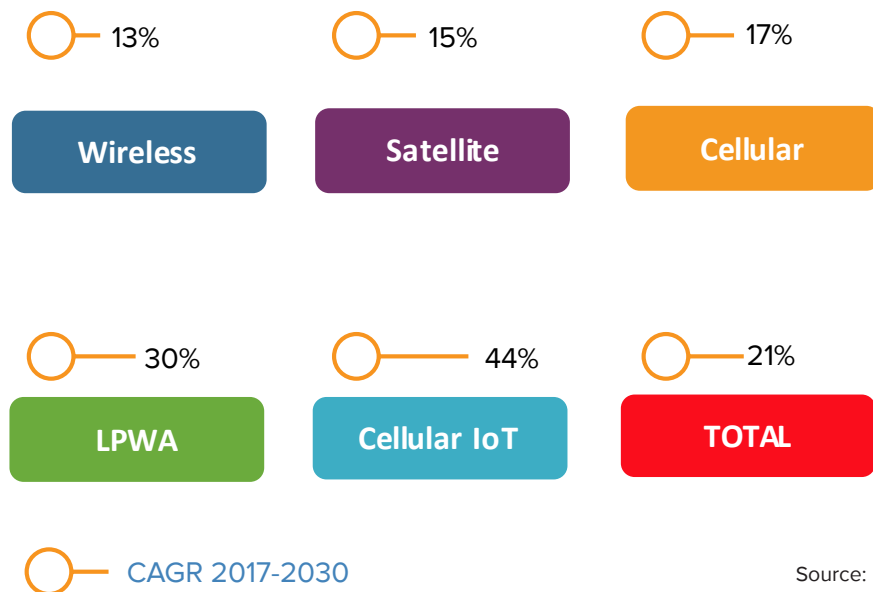 13%
15%
17%
Wireless
Satellite
Cellular
30%
44%
21%
LPWA
Cellular IoT
TOTAL
CAGR 2017-2030
Source: